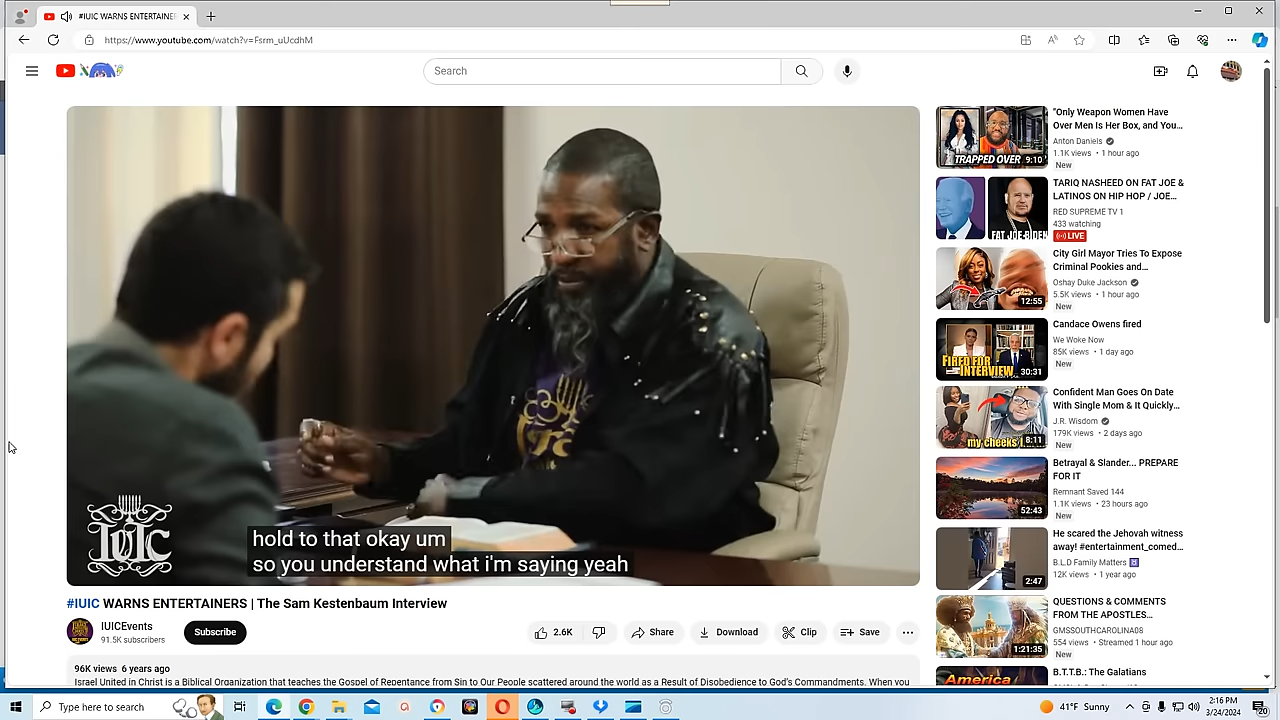 #IUIC WARNS ENTERTAINER
https://www.youtube.com/watch?v=Fsrm_uUcdhM
Search
IUIC
hold to that okay um
so you understand what i'm saying yeah
#IUIC WARNS ENTERTAINERS | The Sam Kestenbaum Interview
IUICEvents
91.5K subscribers
Subscribe
2.6K
Share
Download
Clip
Save
96K views 6 years ago
Israel United in Christ is a Biblical Organization that teaches the Gospel of Repentance from Sin to Our People scattered around the world as a Result of Disobedience to God's Commandments. When you
TRAPPED OVER
9:10
"Only Weapon Women Have
Over Men Is Her Box, and You...
Anton Daniels
1.1K views • 1 hour ago
New
FAT JOE BIDEN
TARIQ NASHEED ON FAT JOE &
LATINOS ON HIP HOP / JOE...
RED SUPREME TV 1
433 watching
LIVE
12:55
City Girl Mayor Tries To Expose
Criminal Pookies and...
Oshay Duke Jackson
5.5K views • 1 hour ago
New
FIRED FOR
INTERVIEW
30:31
Candace Owens fired
We Woke Now
85K views • 1 day ago
New
my cheeks
8:11
Confident Man Goes On Date
With Single Mom & It Quickly...
J.R. Wisdom
179K views • 2 days ago
New
52:43
Betrayal & Slander... PREPARE
FOR IT
Remnant Saved 144
1.1K views • 23 hours ago
New
2:47
He scared the Jehovah witness
away! #entertainment_comed...
B.L.D Family Matters
12K views • 1 year ago
1:21:35
QUESTIONS & COMMENTS
FROM THE APOSTLES...
GMSSOUTHCAROLINA08
554 views • Streamed 1 hour ago
New
America
B.T.T.B.: The Galatians
Type here to search
41°F Sunny
2:16 PM
3/24/2024
20